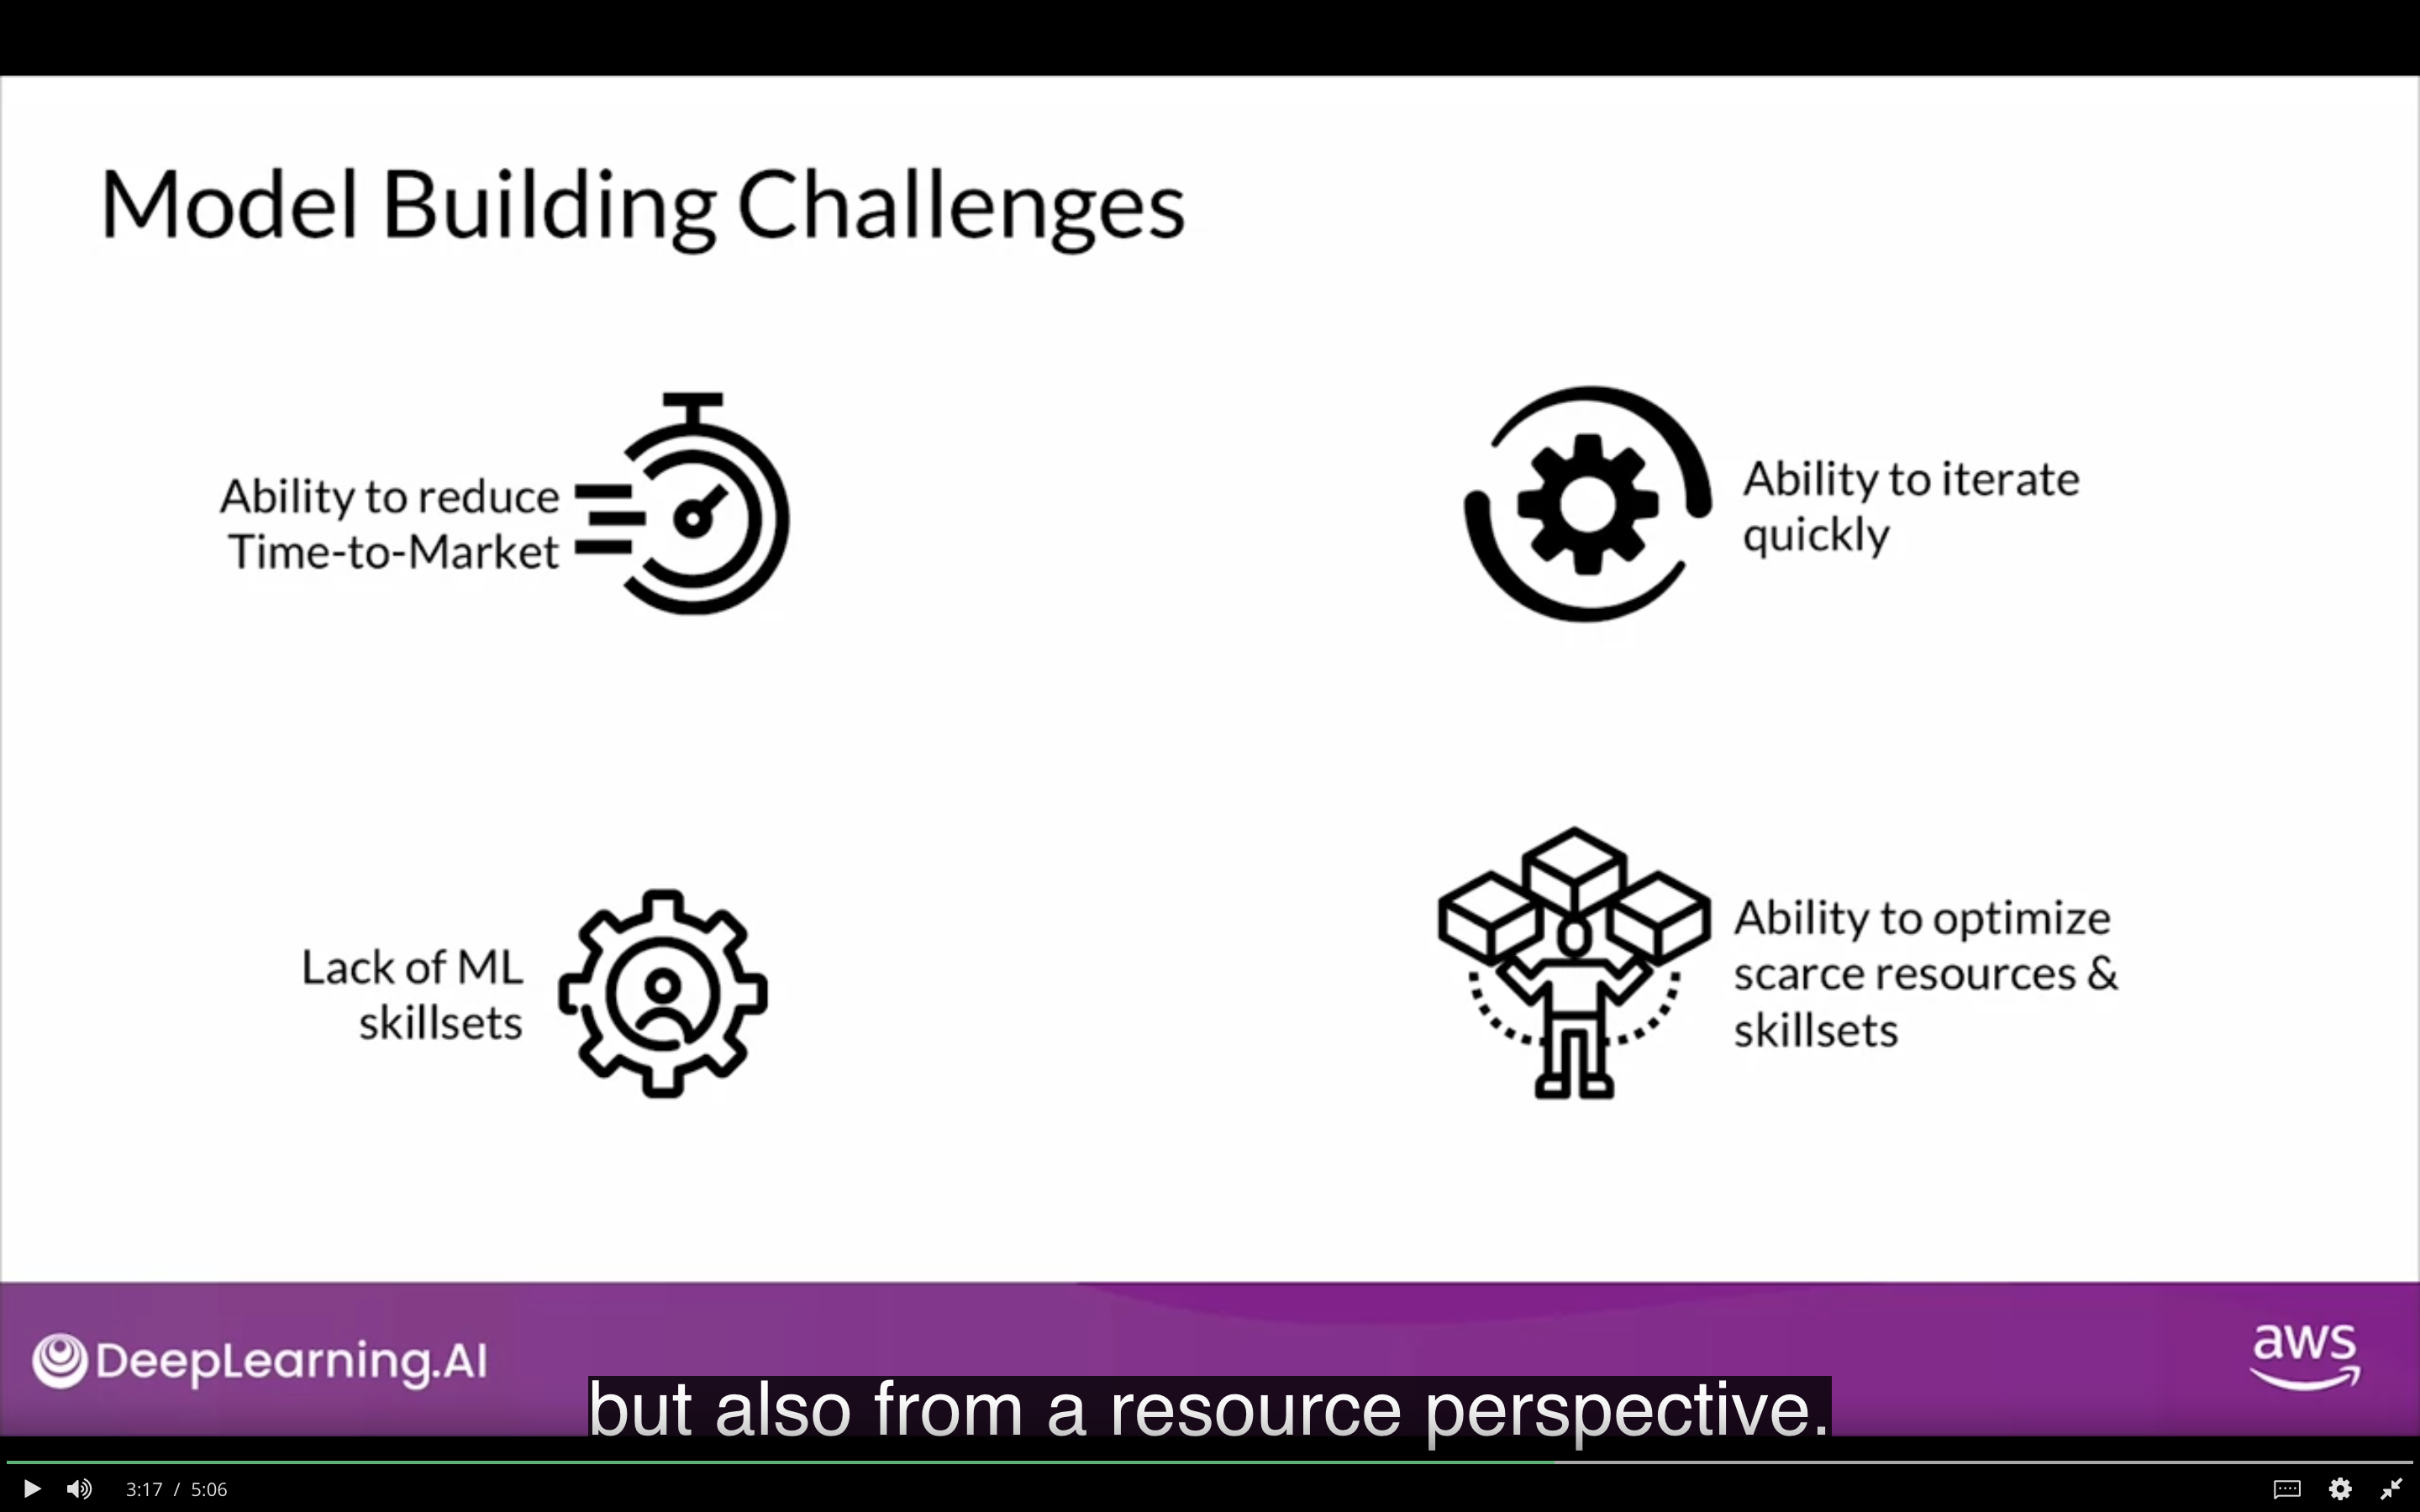 Model Building Challenges
Ability to reduce
Time-to-Market
Ability to iterate
quickly
Lack of ML
skillsets
Ability to optimize
scarce resources &
skillsets
DeepLearning.AI
aws
but also from a resource perspective.
3:17 / 5:06